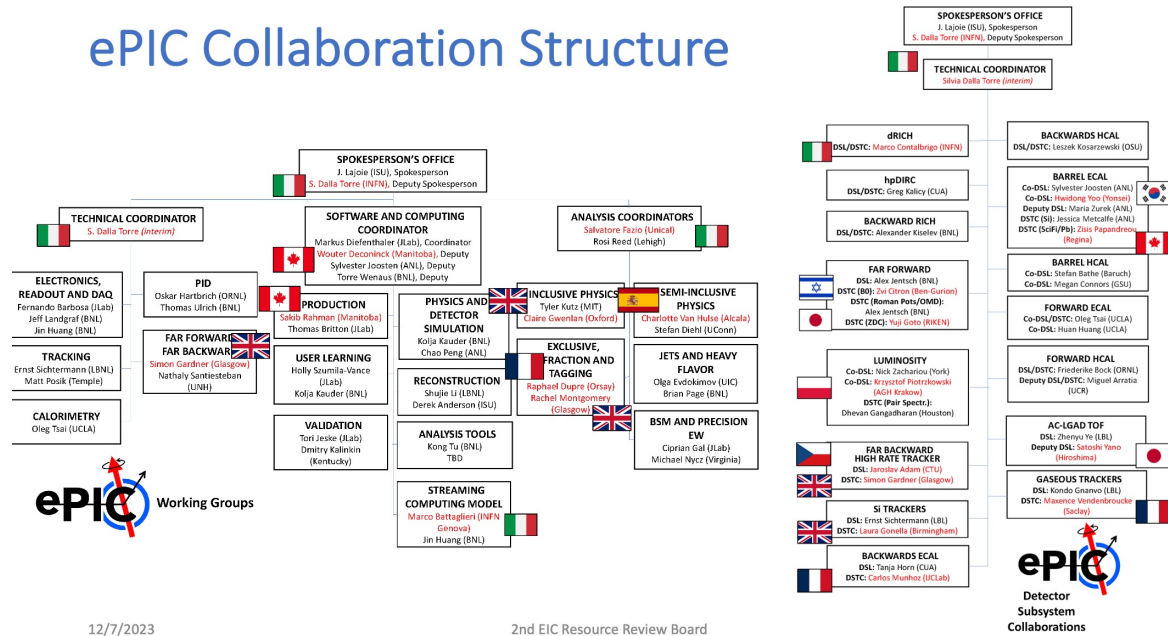 ePIC Collaboration Structure
SPOKESPERSON'S OFFICE
J. Lajoie (ISU), Spokesperson
S. Dalla Torre (INFN), Deputy Spokesperson
TECHNICAL COORDINATOR
S. Dalla Torre (interim)
SOFTWARE AND COMPUTING
COORDINATOR
Markus Diefenthaler (JLab), Coordinator
Wouter Deconinck (Manitoba), Deputy
Sylvester Joosten (ANL), Deputy
Torre Wenaus (BNL), Deputy
ANALYSIS COORDINATORS
Salvatore Fazio (Unical)
Rosi Reed (Lehigh)
ELECTRONICS,
READOUT AND DAQ
Fernando Barbosa (JLab)
Jeff Landgraf (BNL)
Jin Huang (BNL)
TRACKING
Ernst Sichtermann (LBNL)
Matt Posik (Temple)
CALORIMETRY
Oleg Tsai (UCLA)
PID
Oskar Hartbrich (ORNL)
Thomas Ulrich (BNL)
FAR FORWARD
FAR BACKWARD
Simon Gardner (Glasgow)
Nathaly Santiesteban
(UNH)
PRODUCTION
Sakib Rahman (Manitoba)
Thomas Britton (JLab)
USER LEARNING
Holly Szumila-Vance
(JLab)
Kolja Kauder (BNL)
VALIDATION
Tori Jeske (JLab)
Dmitry Kalinkin
(Kentucky)
PHYSICS AND
DETECTOR
SIMULATION
Kolja Kauder (BNL)
Chao Peng (ANL)
RECONSTRUCTION
Shujie Li (LBNL)
Derek Anderson (ISU)
ANALYSIS TOOLS
Kong Tu (BNL)
TBD
STREAMING
COMPUTING MODEL
Marco Battaglieri (INFN
Genova)
Jin Huang (BNL)
INCLUSIVE PHYSICS
Tyler Kutz (MIT)
Claire Gwenlan (Oxford)
EXCLUSIVE,
FRACTION AND
TAGGING
Raphael Dupre (Orsay)
Rachel Montgomery
(Glasgow)
SEMI-INCLUSIVE
PHYSICS
Charlotte Van Hulse (Alcala)
Stefan Diehl (UConn)
JETS AND HEAVY
FLAVOR
Olga Evdokimov (UIC)
Brian Page (BNL)
BSM AND PRECISION
EW
Ciprian Gal (JLab)
Michael Nycz (Virginia)
ePIC
Working Groups
SPOKESPERSON'S OFFICE
J. Lajoie (ISU), Spokesperson
S. Dalla Torre (INFN), Deputy Spokesperson
TECHNICAL COORDINATOR
Silvia Dalla Torre (interim)
dRICH
DSL/DSTC: Marco Contalbrigo (INFN)
hpDIRC
DSL/DSTC: Greg Kalicy (CUA)
BACKWARD RICH
DSL/DSTC: Alexander Kiselev (BNL)
FAR FORWARD
DSL: Alex Jentsch (BNL)
DSTC (B0): Zvi Citron (Ben-Gurion)
DSTC (Roman Pots/OMD):
Alex Jentsch (BNL)
DSTC (ZDC): Yuji Goto (RIKEN)
LUMINOSITY
Co-DSL: Nick Zachariou (York)
Co-DSL: Krzysztof Piotrzkowski
(AGH Krakow)
DSTC (Pair Spectr.):
Dhevan Gangadharan (Houston)
FAR BACKWARD
HIGH RATE TRACKER
DSL: Jaroslav Adam (CTU)
DSTC: Simon Gardner (Glasgow)
Si TRACKERS
DSL: Ernst Sichtermann (LBL)
DSTC: Laura Gonella (Birmingham)
BACKWARDS ECAL
DSL: Tanja Horn (CUA)
DSTC: Carlos Munhoz (IJCLab)
BACKWARDS HCAL
DSL/DSTC: Leszek Kosarzewski (OSU)
BARREL ECAL
Co-DSL: Sylvester Joosten (ANL)
Co-DSL: Hwidong Yoo (Yonsei)
Deputy DSL: Maria Zurek (ANL)
DSTC (Si): Jessica Metcalfe (ANL)
DSTC (SciFi/Pb): Zisis Papandreou
(Regina)
BARREL HCAL
Co-DSL: Stefan Bathe (Baruch)
Co-DSL: Megan Connors (GSU)
FORWARD ECAL
Co-DSL/DSTC: Oleg Tsai (UCLA)
Co-DSL: Huan Huang (UCLA)
FORWARD HCAL
DSL/DSTC: Friederike Bock (ORNL)
Deputy DSL/DSTC: Miguel Arratia
(UCR)
AC-LGAD TOF
DSL: Zhenyu Ye (LBL)
Deputy DSL: Satoshi Yano
(Hiroshima)
GASEOUS TRACKERS
DSL: Kondo Gnanvo (LBL)
DSTC: Maxence Vendenbroucke
(Saclay)
ePIC
Detector
Subsystem
Collaborations
12/7/2023
2nd EIC Resource Review Board